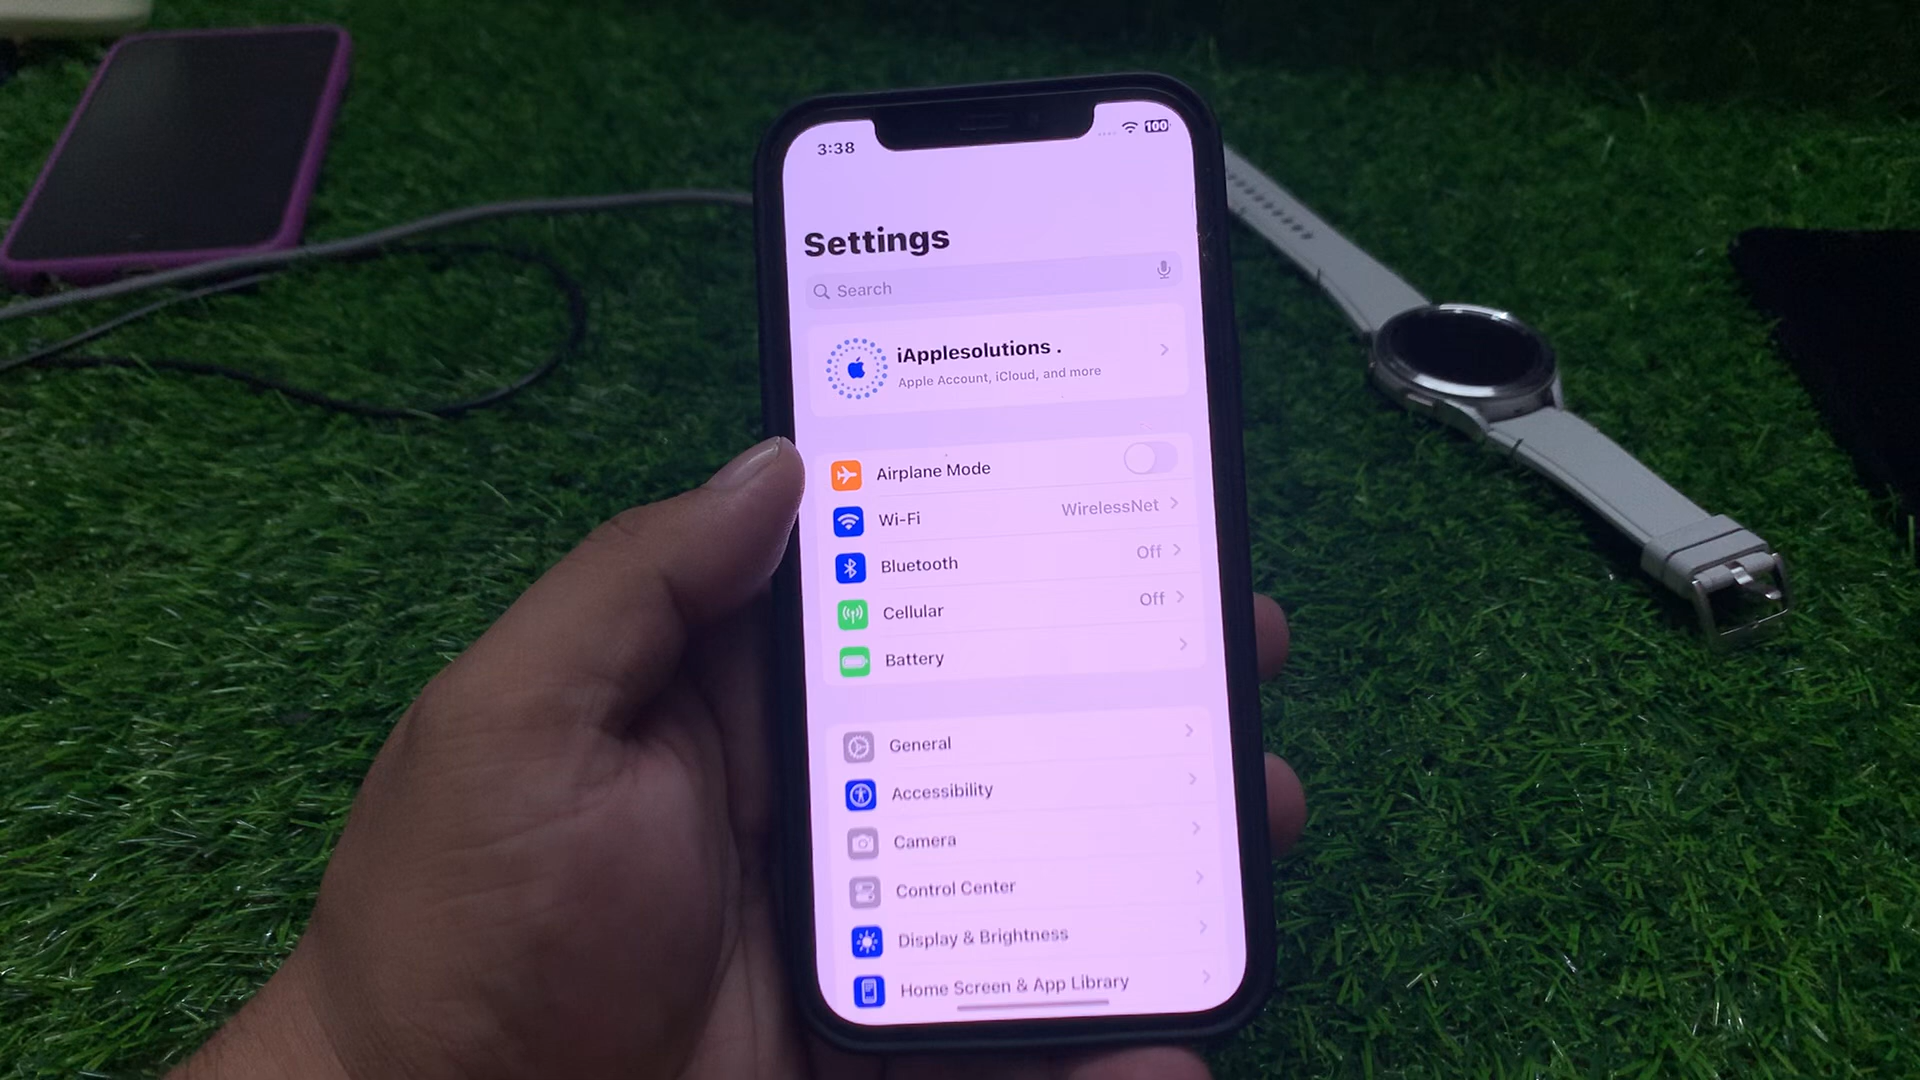 3:38
100
Settings
Search
iApplesolutions .
Apple Account, iCloud, and more
Airplane Mode
Wi-Fi WirelessNet
Bluetooth Off
Cellular Off
Battery
General
Accessibility
Camera
Control Center
Display & Brightness
Home Screen & App Library